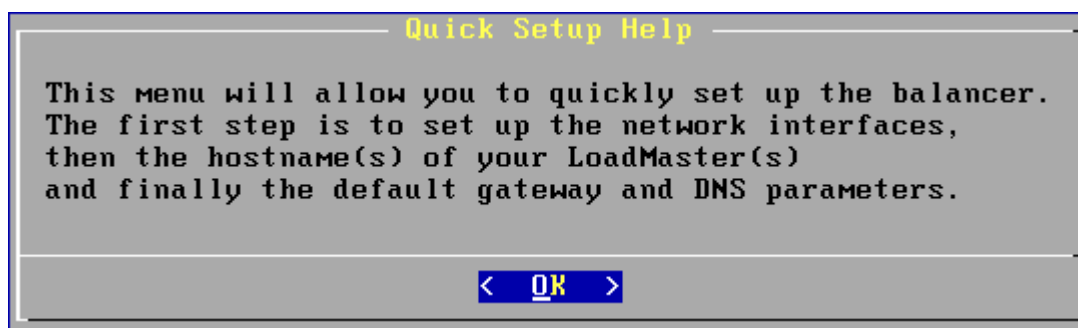 Quick Setup Help
This menu will allow you to quickly set up the balancer.
The first step is to set up the network interfaces,
then the hostname(s) of your LoadMaster(s)
and finally the default gateway and DNS parameters.
< OK >